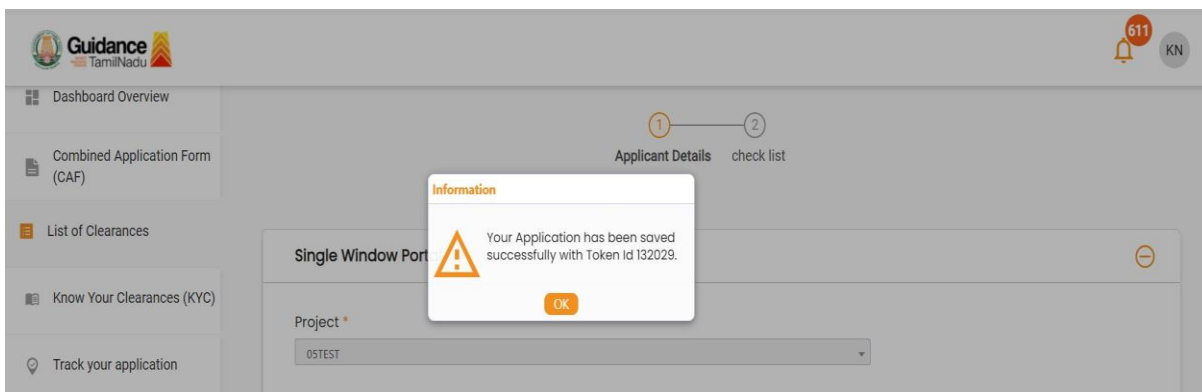 Guidance
TamilNadu
611
KN
Dashboard Overview
Combined Application Form
(CAF)
List of Clearances
Know Your Clearances (KYC)
Track your application
1
2
Applicant Details
check list
Information
Your Application has been saved
successfully with Token Id 132029.
OK
Single Window Port
Project *
05TEST